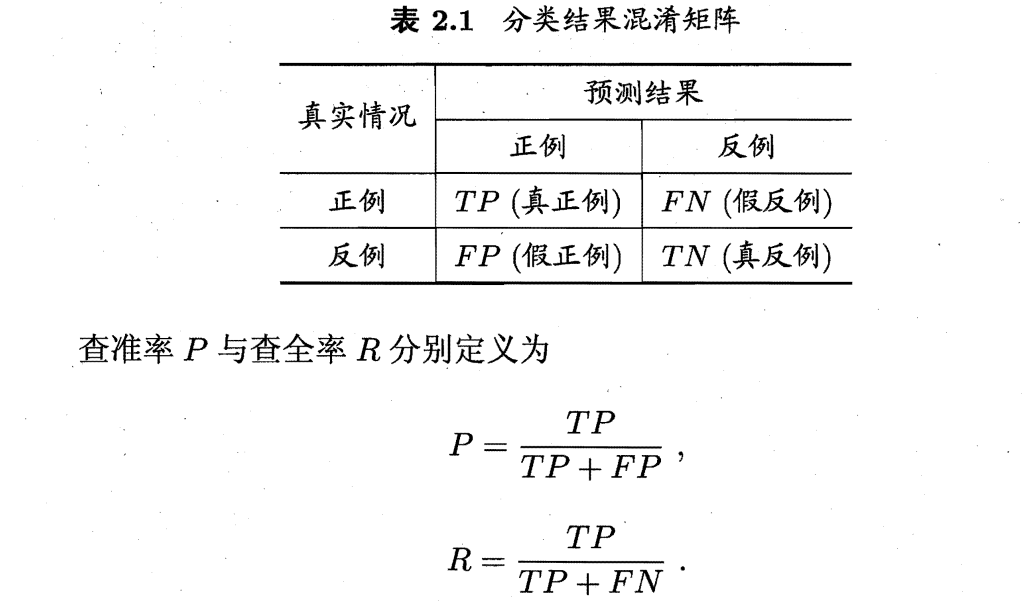 表 2.1 分类结果混淆矩阵
真实情况 预测结果
正例 反例
正例 TP (真正例) FN (假反例)
反例 FP (假正例) TN (真反例)
查准率 P 与查全率 R 分别定义为
P = TP / (TP + FP) ,
R = TP / (TP + FN) .